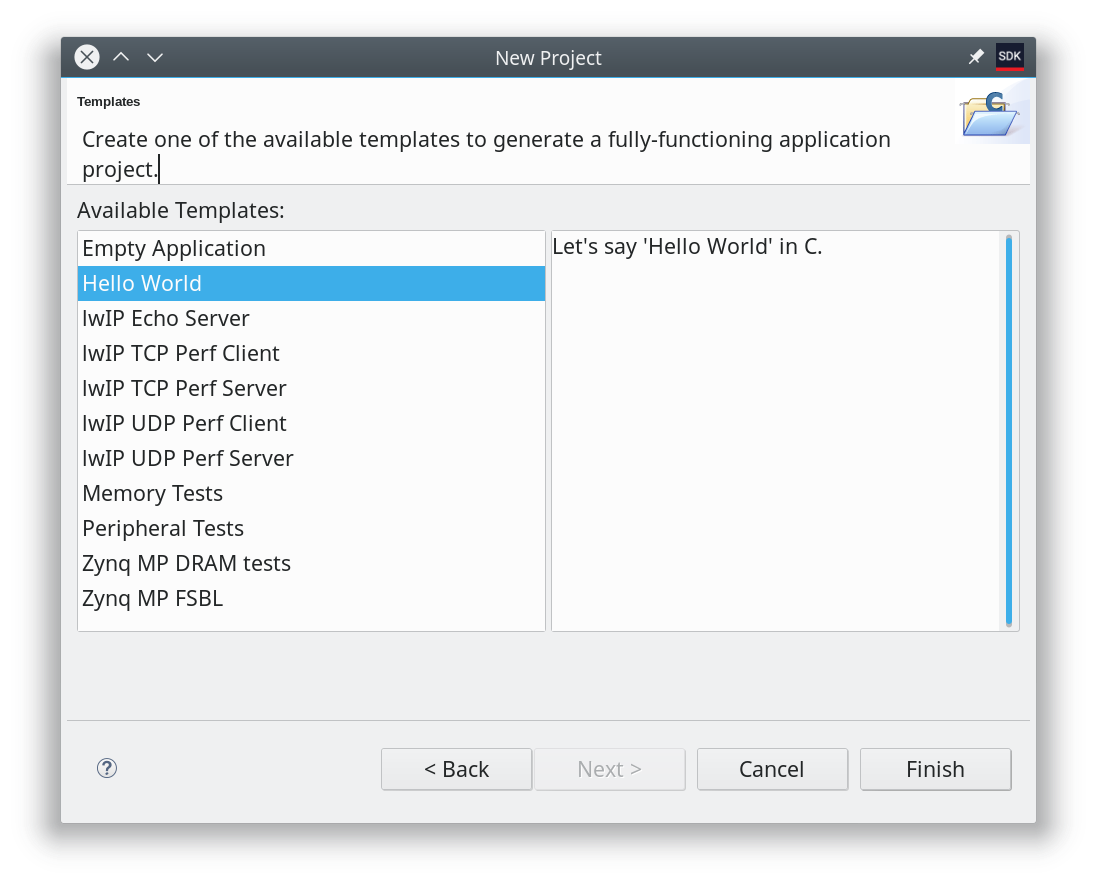 New Project
SDK
Templates
Create one of the available templates to generate a fully-functioning application
project.
C
Available Templates:
Empty Application
Hello World
lwIP Echo Server
lwIP TCP Perf Client
lwIP TCP Perf Server
lwIP UDP Perf Client
lwIP UDP Perf Server
Memory Tests
Peripheral Tests
Zynq MP DRAM tests
Zynq MP FSBL
Let's say 'Hello World' in C.
?
< Back
Next >
Cancel
Finish